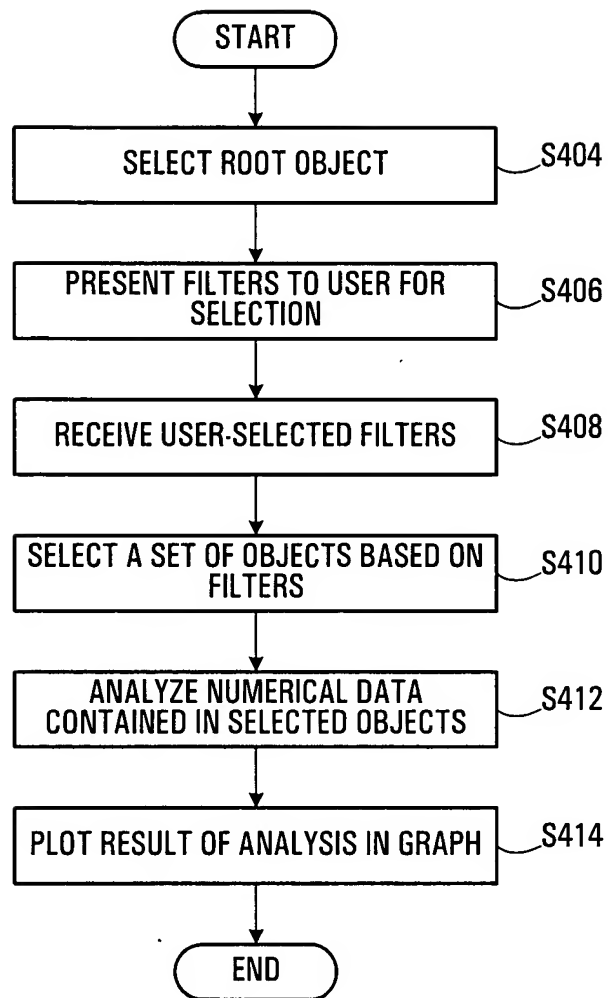 START
SELECT ROOT OBJECT
S404
PRESENT FILTERS TO USER FOR
SELECTION
S406
RECEIVE USER-SELECTED FILTERS
S408
SELECT A SET OF OBJECTS BASED ON
FILTERS
S410
ANALYZE NUMERICAL DATA
CONTAINED IN SELECTED OBJECTS
S412
PLOT RESULT OF ANALYSIS IN GRAPH
S414
END